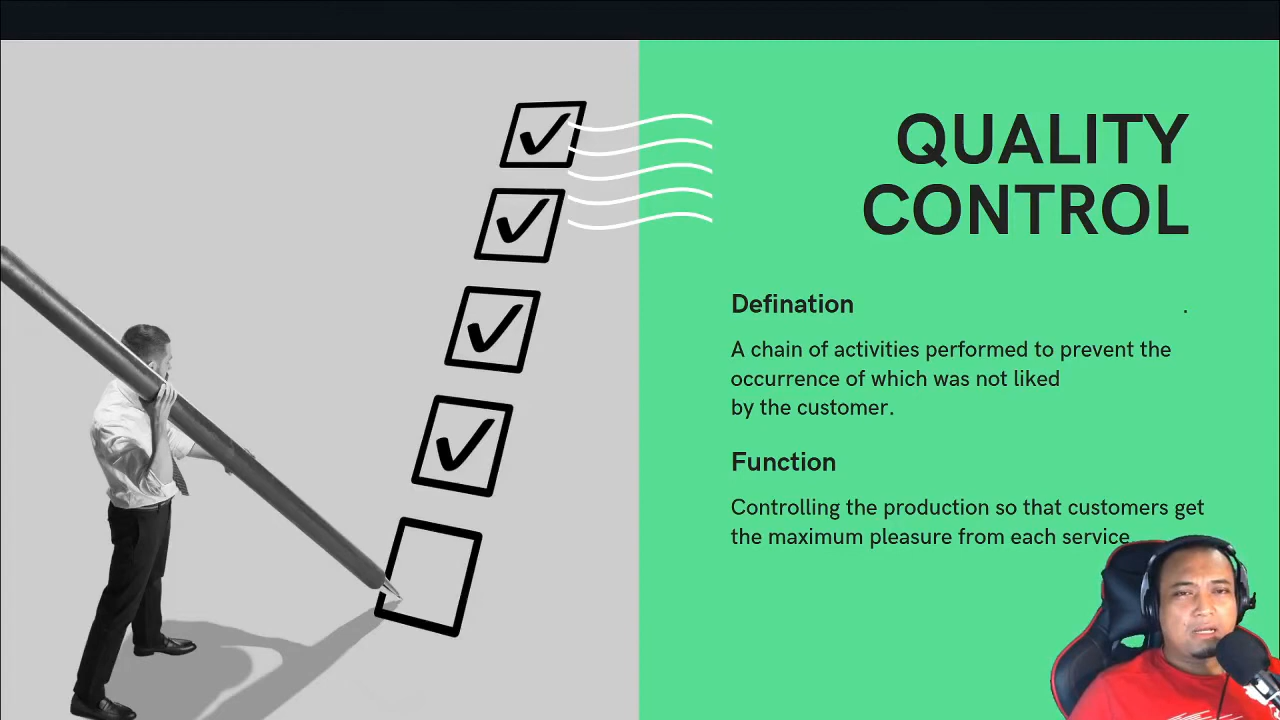 QUALITY
CONTROL
Defination
.
A chain of activities performed to prevent the
occurrence of which was not liked
by the customer.
Function
Controlling the production so that customers get
the maximum pleasure from each service